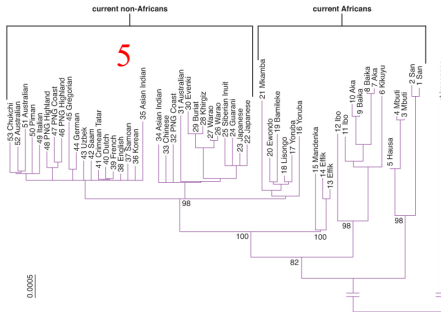 current non-Africans
current Africans
5
53 Chukchi
52 Australian
51 Australian
50 Piman
49 Italian
48 PNG Highland
47 PNG Coast
46 PNG Highland
45 Georgian
44 German
43 Uzbek
42 Saam
41 Crimean Tatar
40 Dutch
39 French
38 English
37 Samoan
36 Korean
35 Asian Indian
34 Asian Indian
33 Chinese
32 PNG Coast
31 Australian
30 Evenki
29 Buriat
28 Khirgiz
27 Warao
26 Warao
25 Siberian Inuit
24 Guarani
23 Japanese
22 Japanese
21 Mkamba
20 Ewondo
19 Bamileke
18 Lisongo
17 Yoruba
16 Yoruba
15 Mandenka
14 Effik
13 Effik
12 Ibo
11 Ibo
10 Aka
9 Baika
8 Baika
7 Aka
6 Kikuyu
5 Hausa
4 Mbuti
3 Mbuti
2 San
1 San
98
100
100
98
98
82
0.0005